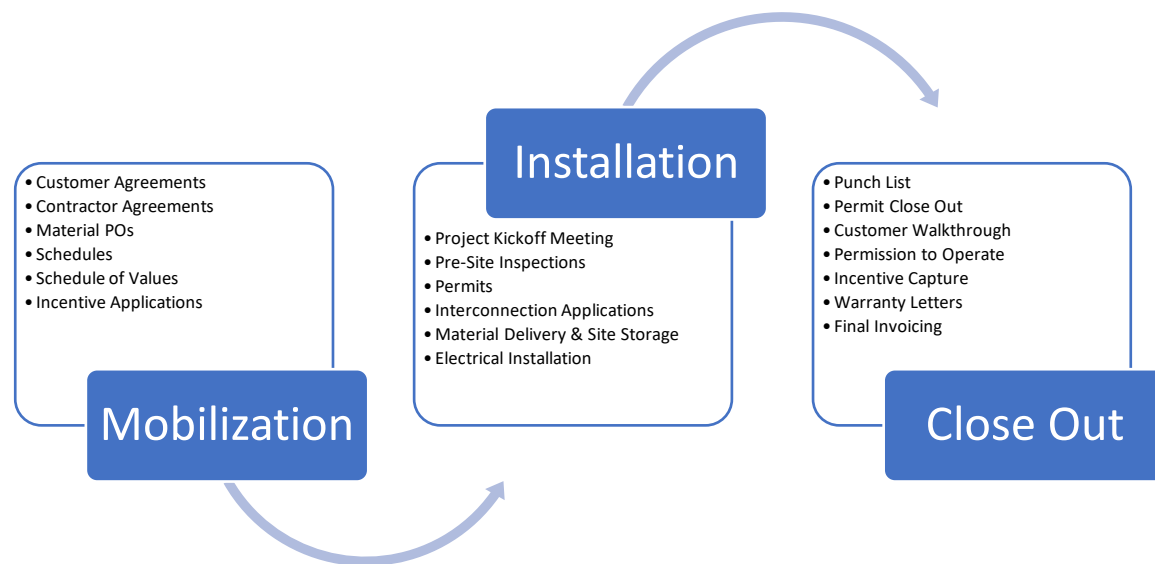 • Customer Agreements
• Contractor Agreements
• Material POs
• Schedules
• Schedule of Values
• Incentive Applications
Mobilization
Installation
• Project Kickoff Meeting
• Pre-Site Inspections
• Permits
• Interconnection Applications
• Material Delivery & Site Storage
• Electrical Installation
• Punch List
• Permit Close Out
• Customer Walkthrough
• Permission to Operate
• Incentive Capture
• Warranty Letters
• Final Invoicing
Close Out